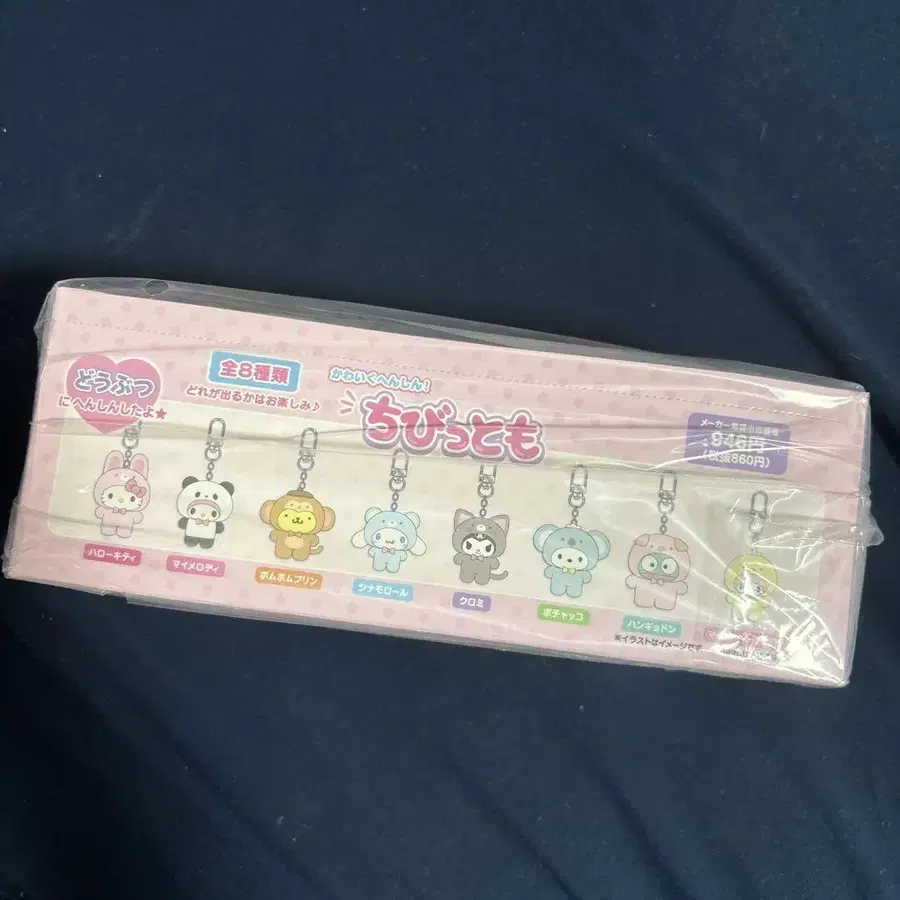 どうぶつ
にへんしんしたよ★
全8種類
どれが出るかはお楽しみ♪
かわいくへんしん!
ちびっとも
メーカー希望小売価格
946円
(税抜860円)
ハローキティ
マイメロディ
ポムポムプリン
シナモロール
クロミ
ポチャッコ
ハンギョドン
※イラストはイメージです